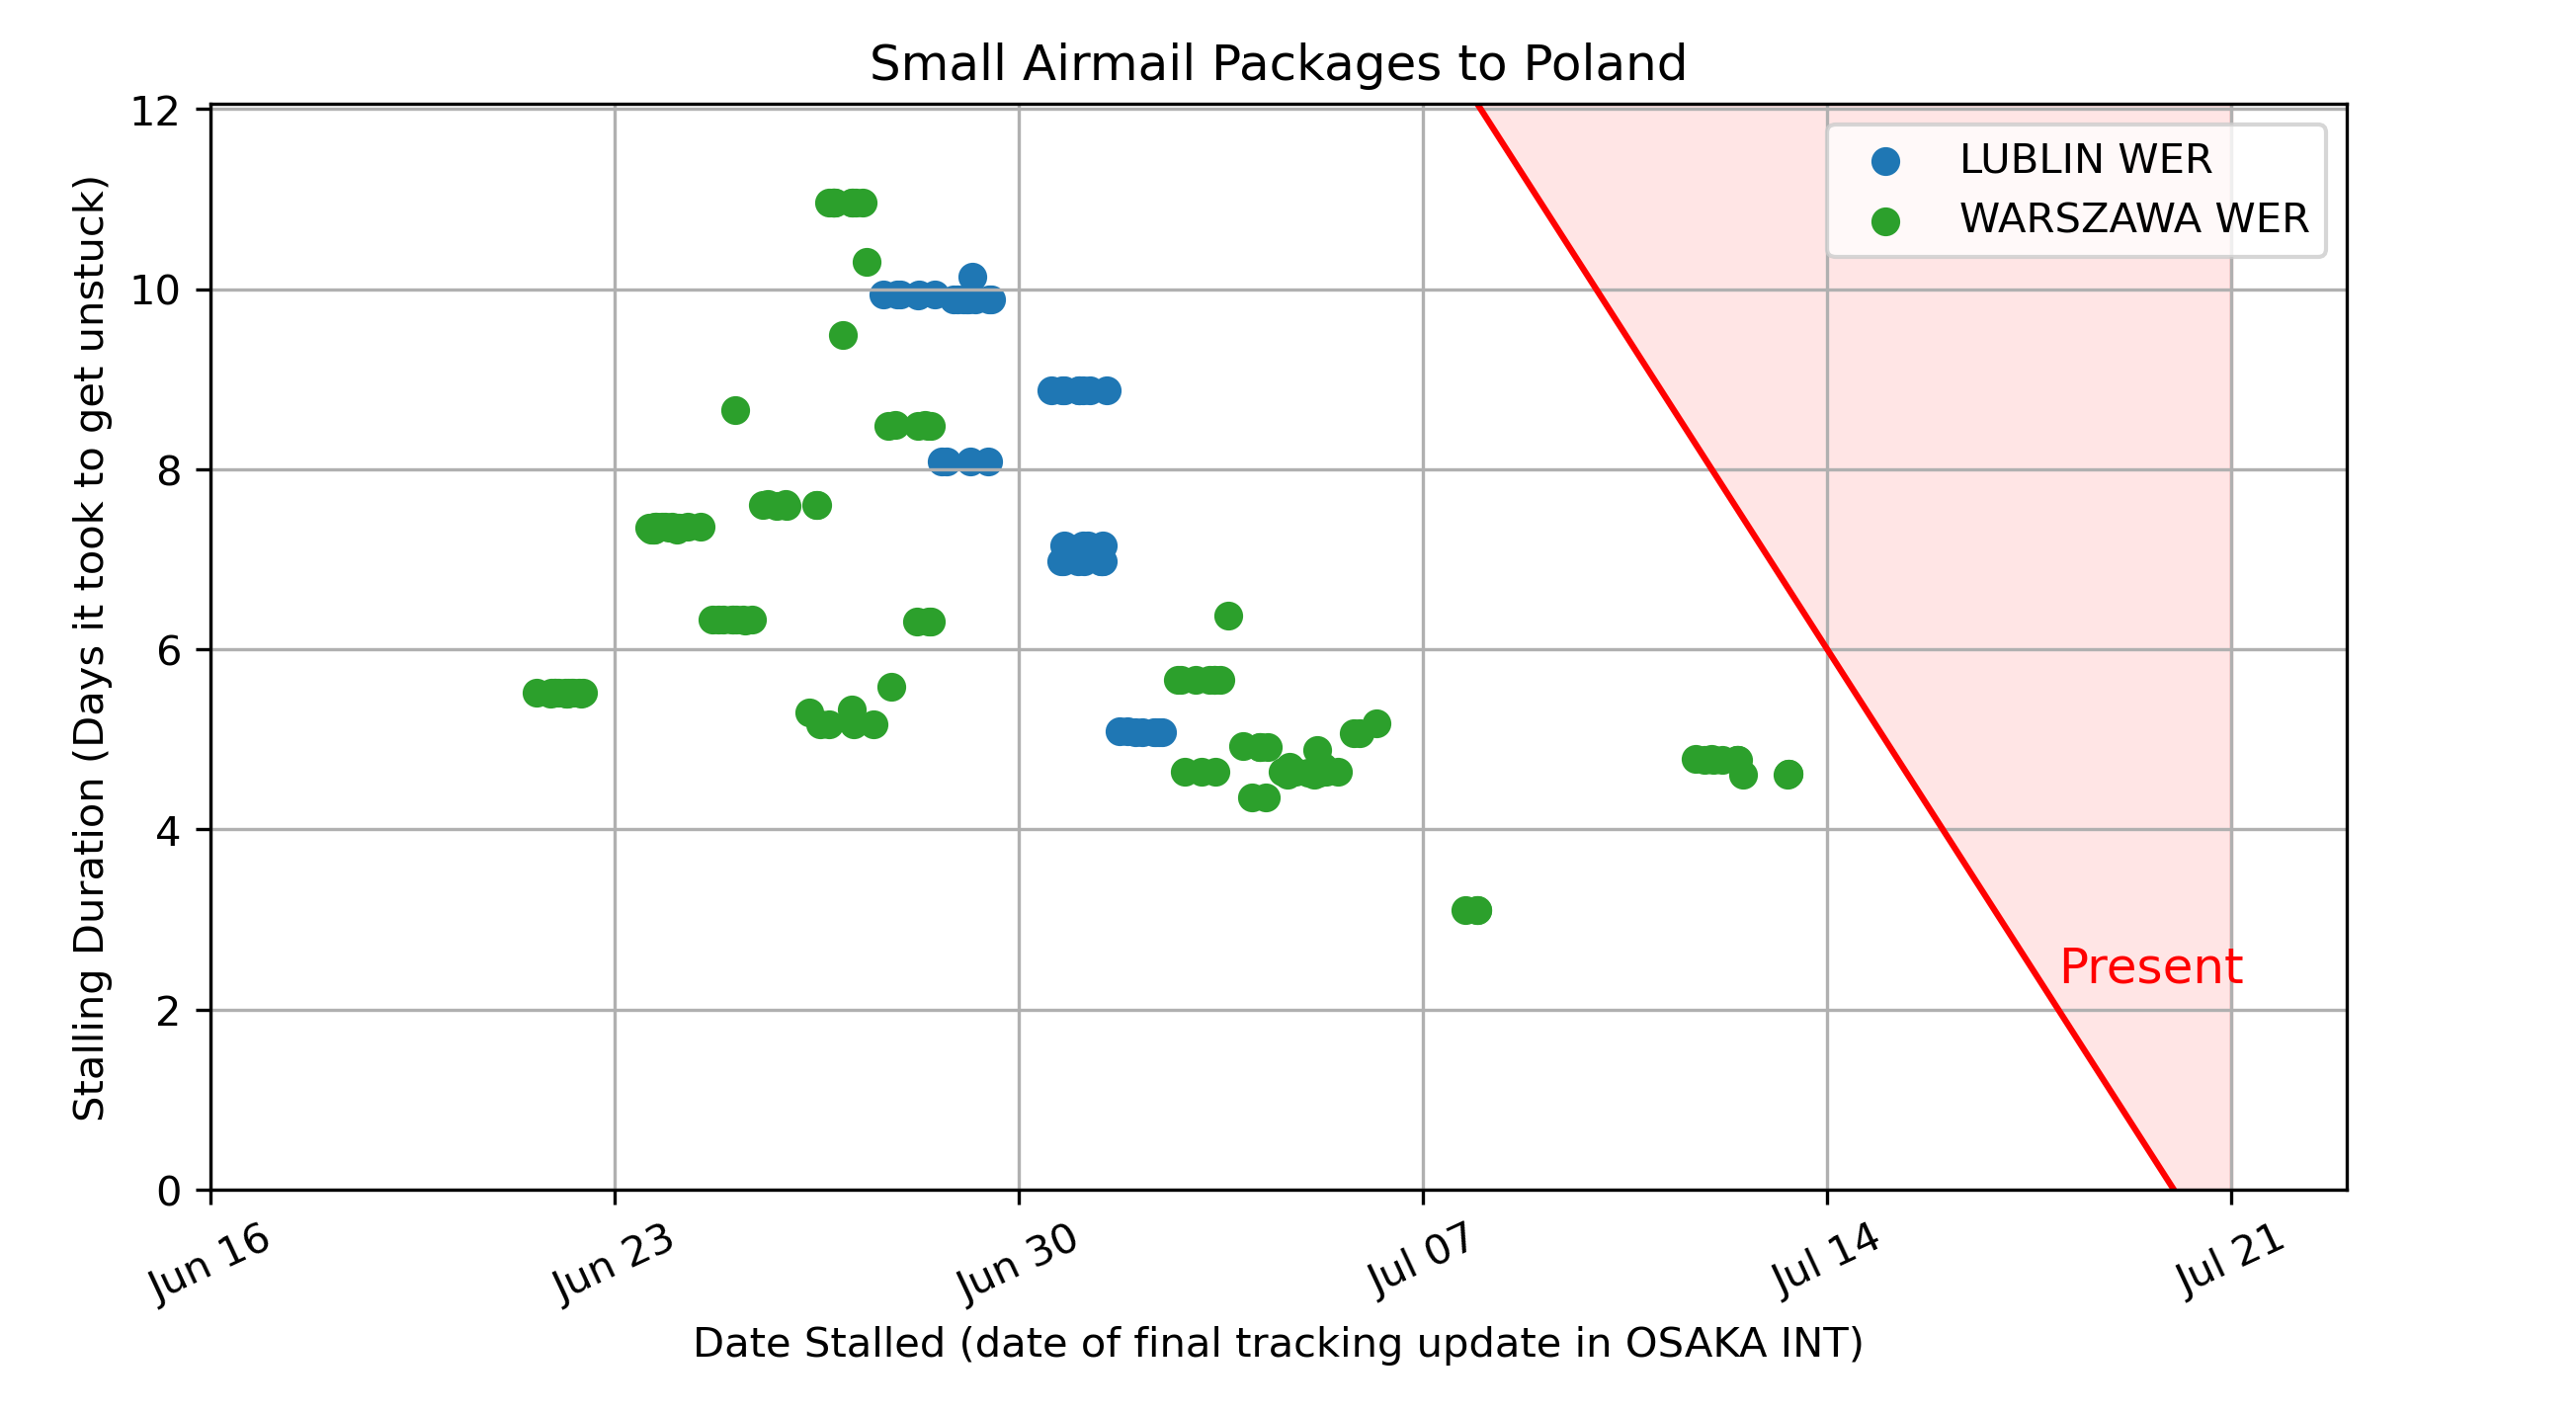 Small Airmail Packages to Poland
Stalling Duration (Days it took to get unstuck)
12
10
8
6
4
2
0
LUBLIN WER
WARSZAWA WER
Present
Jun 16
Jun 23
Jun 30
Jul 07
Jul 14
Jul 21
Date Stalled (date of final tracking update in OSAKA INT)